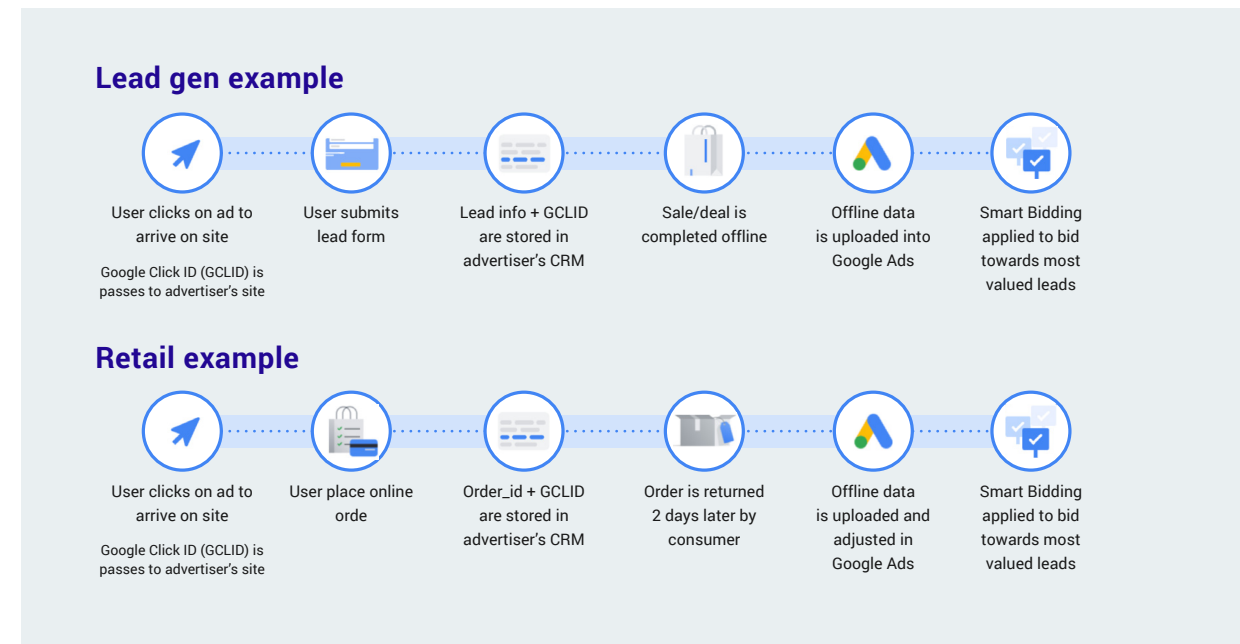 Lead gen example
User clicks on ad to
arrive on site
Google Click ID (GCLID) is
passes to advertiser's site
User submits
lead form
Lead info + GCLID
are stored in
advertiser's CRM
Sale/deal is
completed offline
Offline data
is uploaded into
Google Ads
Smart Bidding
applied to bid
towards most
valued leads
Retail example
User clicks on ad to
arrive on site
Google Click ID (GCLID) is
passes to advertiser's site
User place online
orde
Order_id + GCLID
are stored in
advertiser's CRM
Order is returned
2 days later by
consumer
Offline data
is uploaded and
adjusted in
Google Ads
Smart Bidding
applied to bid
towards most
valued leads